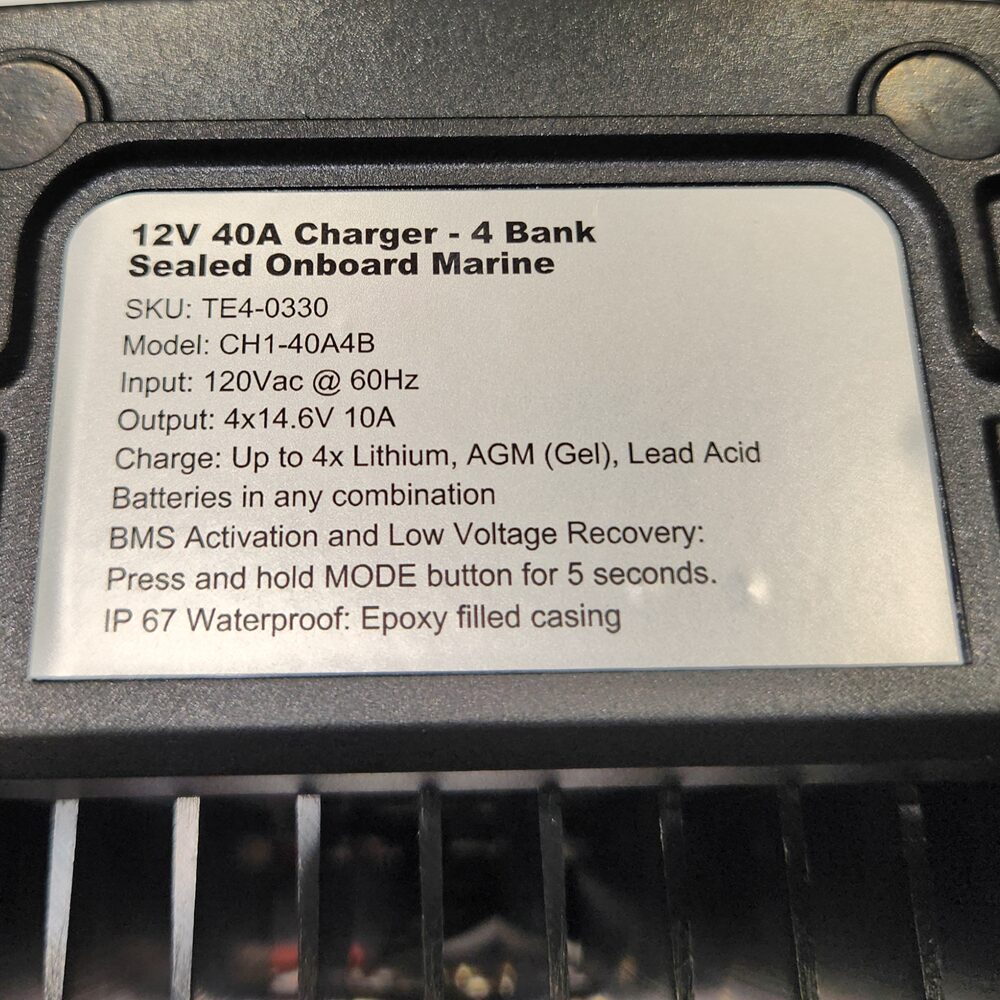 12V 40A Charger - 4 Bank
Sealed Onboard Marine
SKU: TE4-0330
Model: CH1-40A4B
Input: 120Vac @ 60Hz
Output: 4x14.6V 10A
Charge: Up to 4x Lithium, AGM (Gel), Lead Acid
Batteries in any combination
BMS Activation and Low Voltage Recovery:
Press and hold MODE button for 5 seconds.
IP 67 Waterproof: Epoxy filled casing